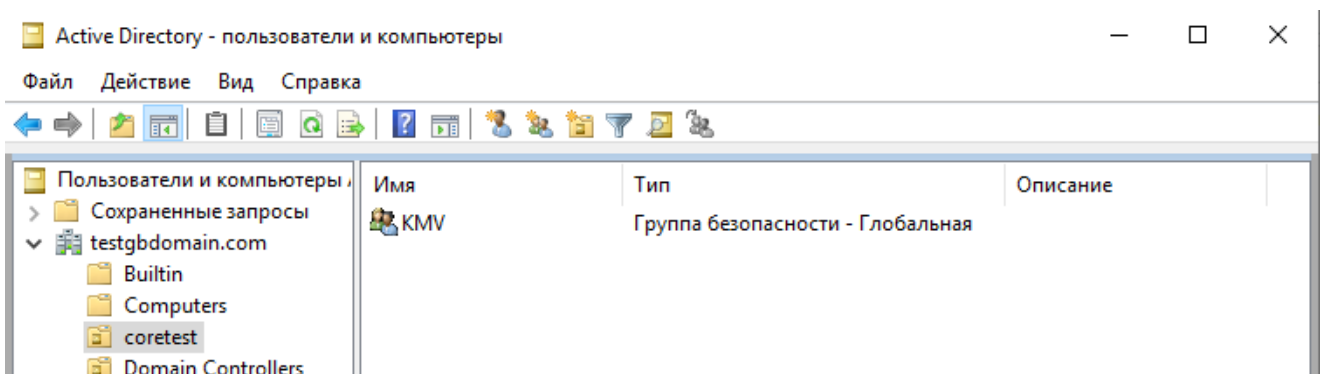 Active Directory - пользователи и компьютеры
Файл Действие Вид Справка
Пользователи и компьютеры
Сохраненные запросы
testgbdomain.com
Builtin
Computers
coretest
Domain Controllers
Имя Тип Описание
KMV Группа безопасности - Глобальная